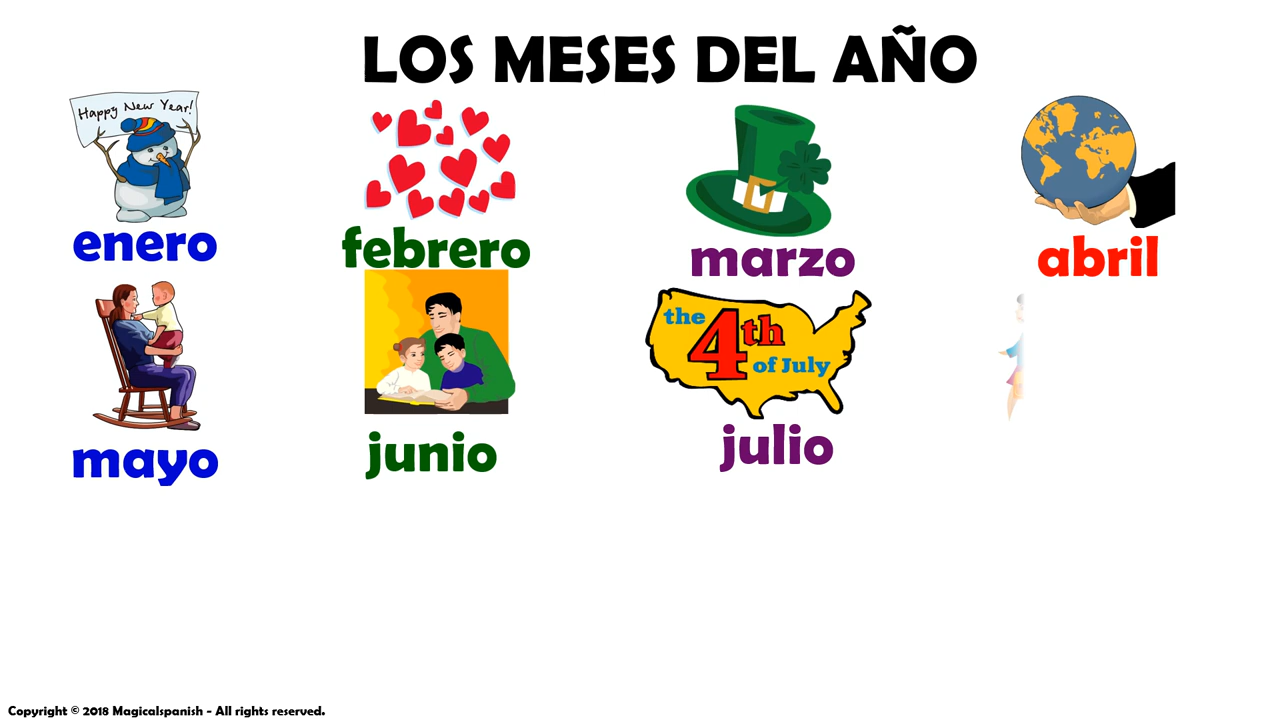 LOS MESES DEL AÑO
Happy New Year!
enero
febrero
marzo
abril
the 4th of July
mayo
junio
julio
Copyright © 2018 Magicalspanish - All rights reserved.